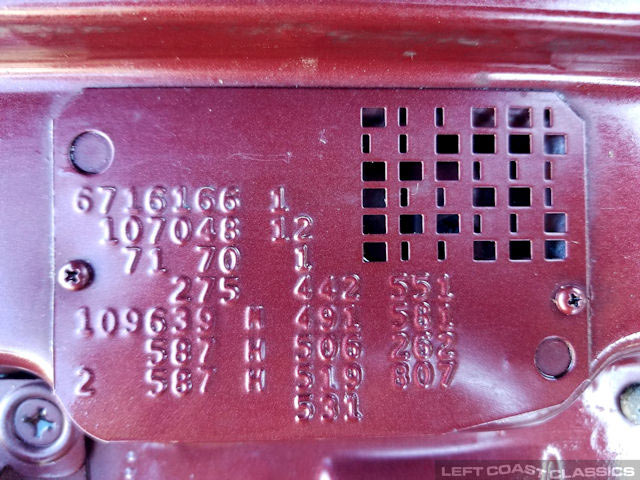 6716166 1
107048 12
71 70 1
275 442 551
109639 W 491 581
587 H 506 262
2 587 H 519 807
531
LEFT COAST CLASSICS